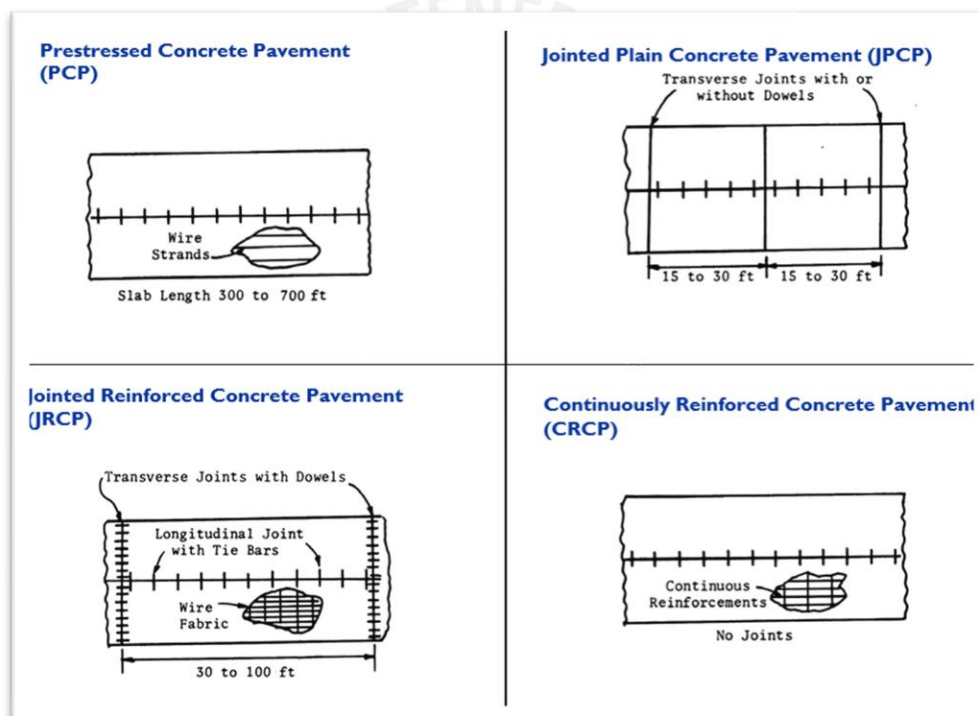 Prestressed Concrete Pavement
(PCP)
Wire
Strands
Slab Length 300 to 700 ft
Jointed Plain Concrete Pavement (JPCP)
Transverse Joints with or
without Dowels
15 to 30 ft 15 to 30 ft
Jointed Reinforced Concrete Pavement
(JRCP)
Transverse Joints with Dowels
Longitudinal Joint
with Tie Bars
Wire
Fabric
30 to 100 ft
Continuously Reinforced Concrete Pavement
(CRCP)
Continuous
Reinforcements
No Joints